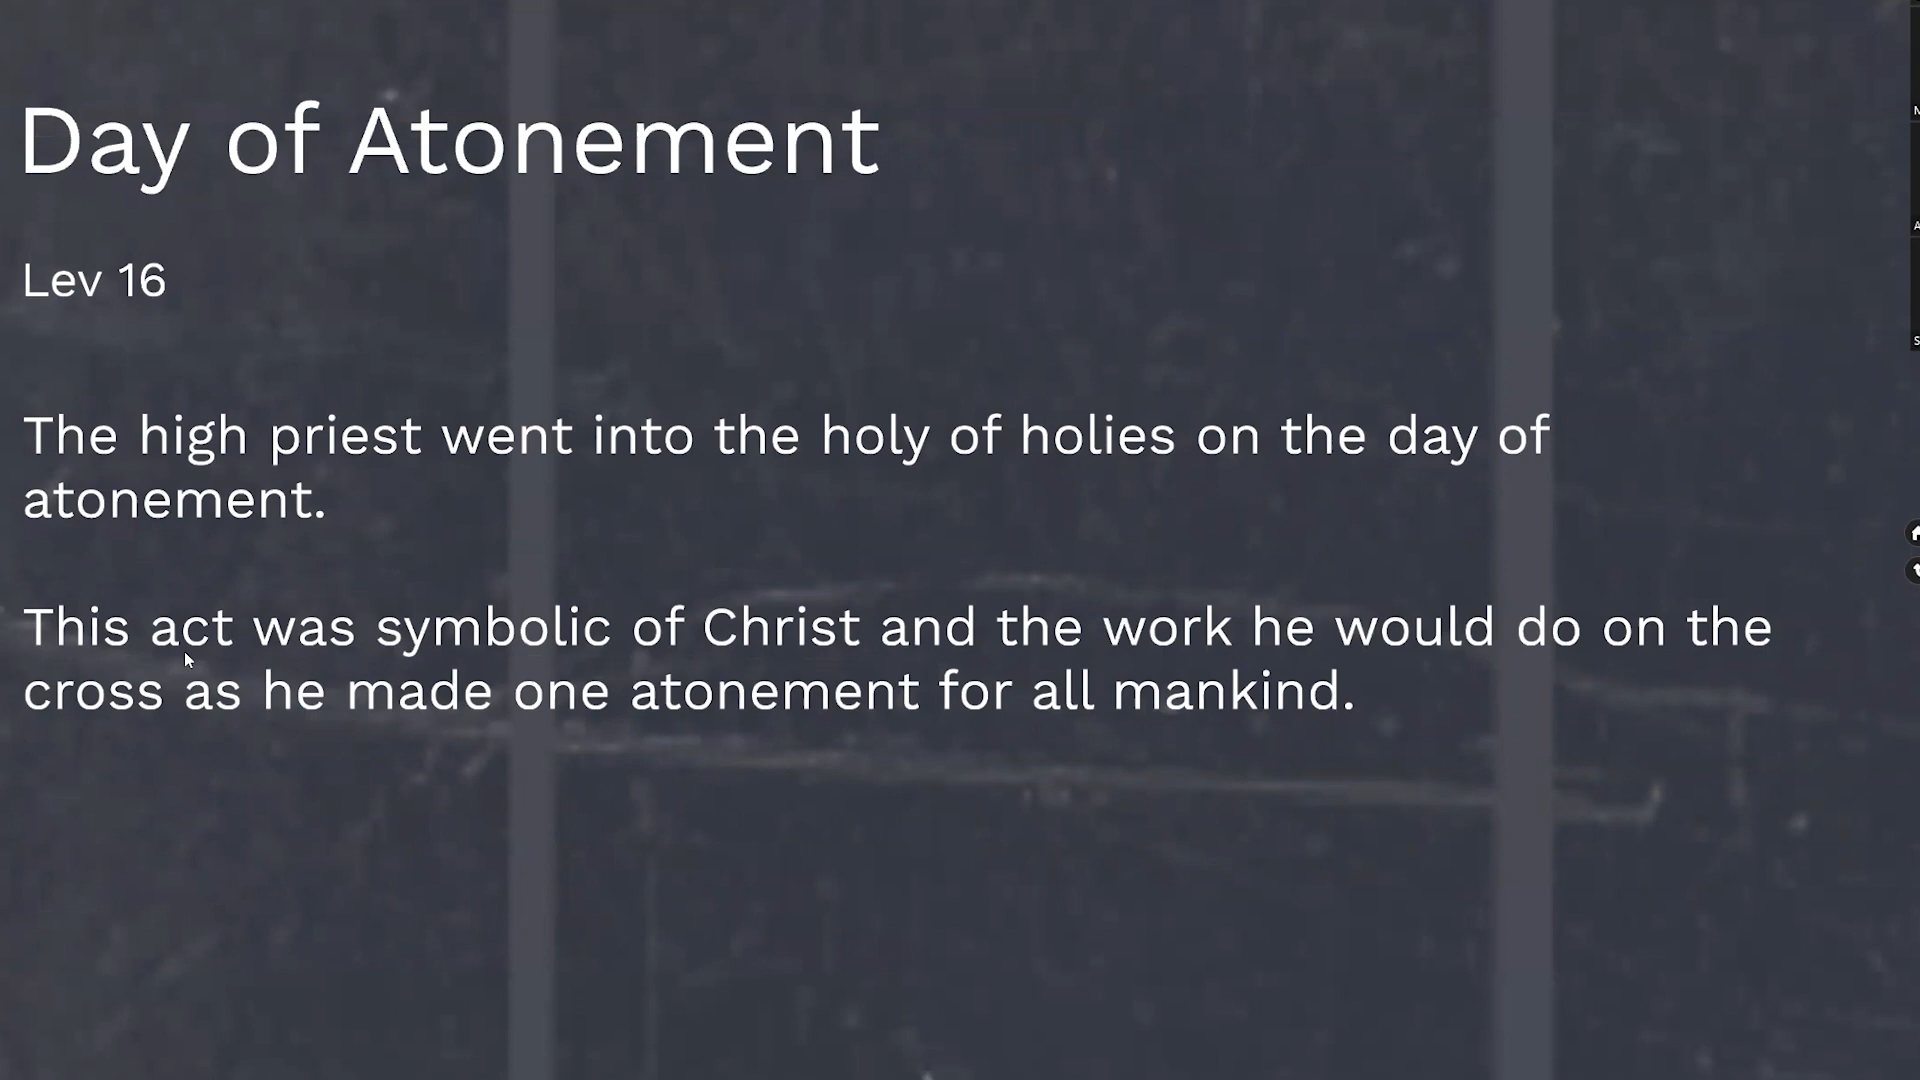 Day of Atonement
Lev 16
The high priest went into the holy of holies on the day of
atonement.
This act was symbolic of Christ and the work he would do on the
cross as he made one atonement for all mankind.